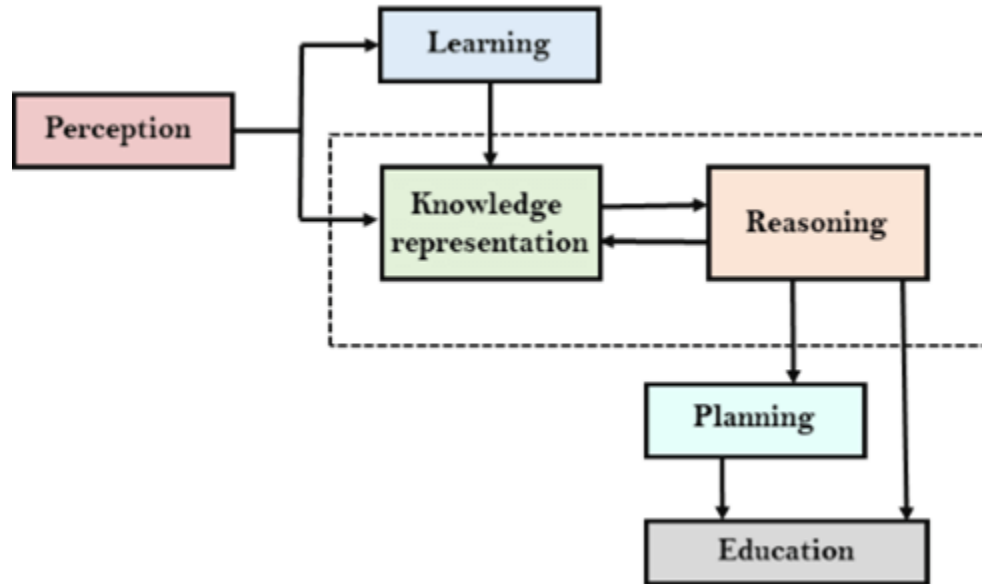 Learning
Perception
Knowledge
representation
Reasoning
Planning
Education